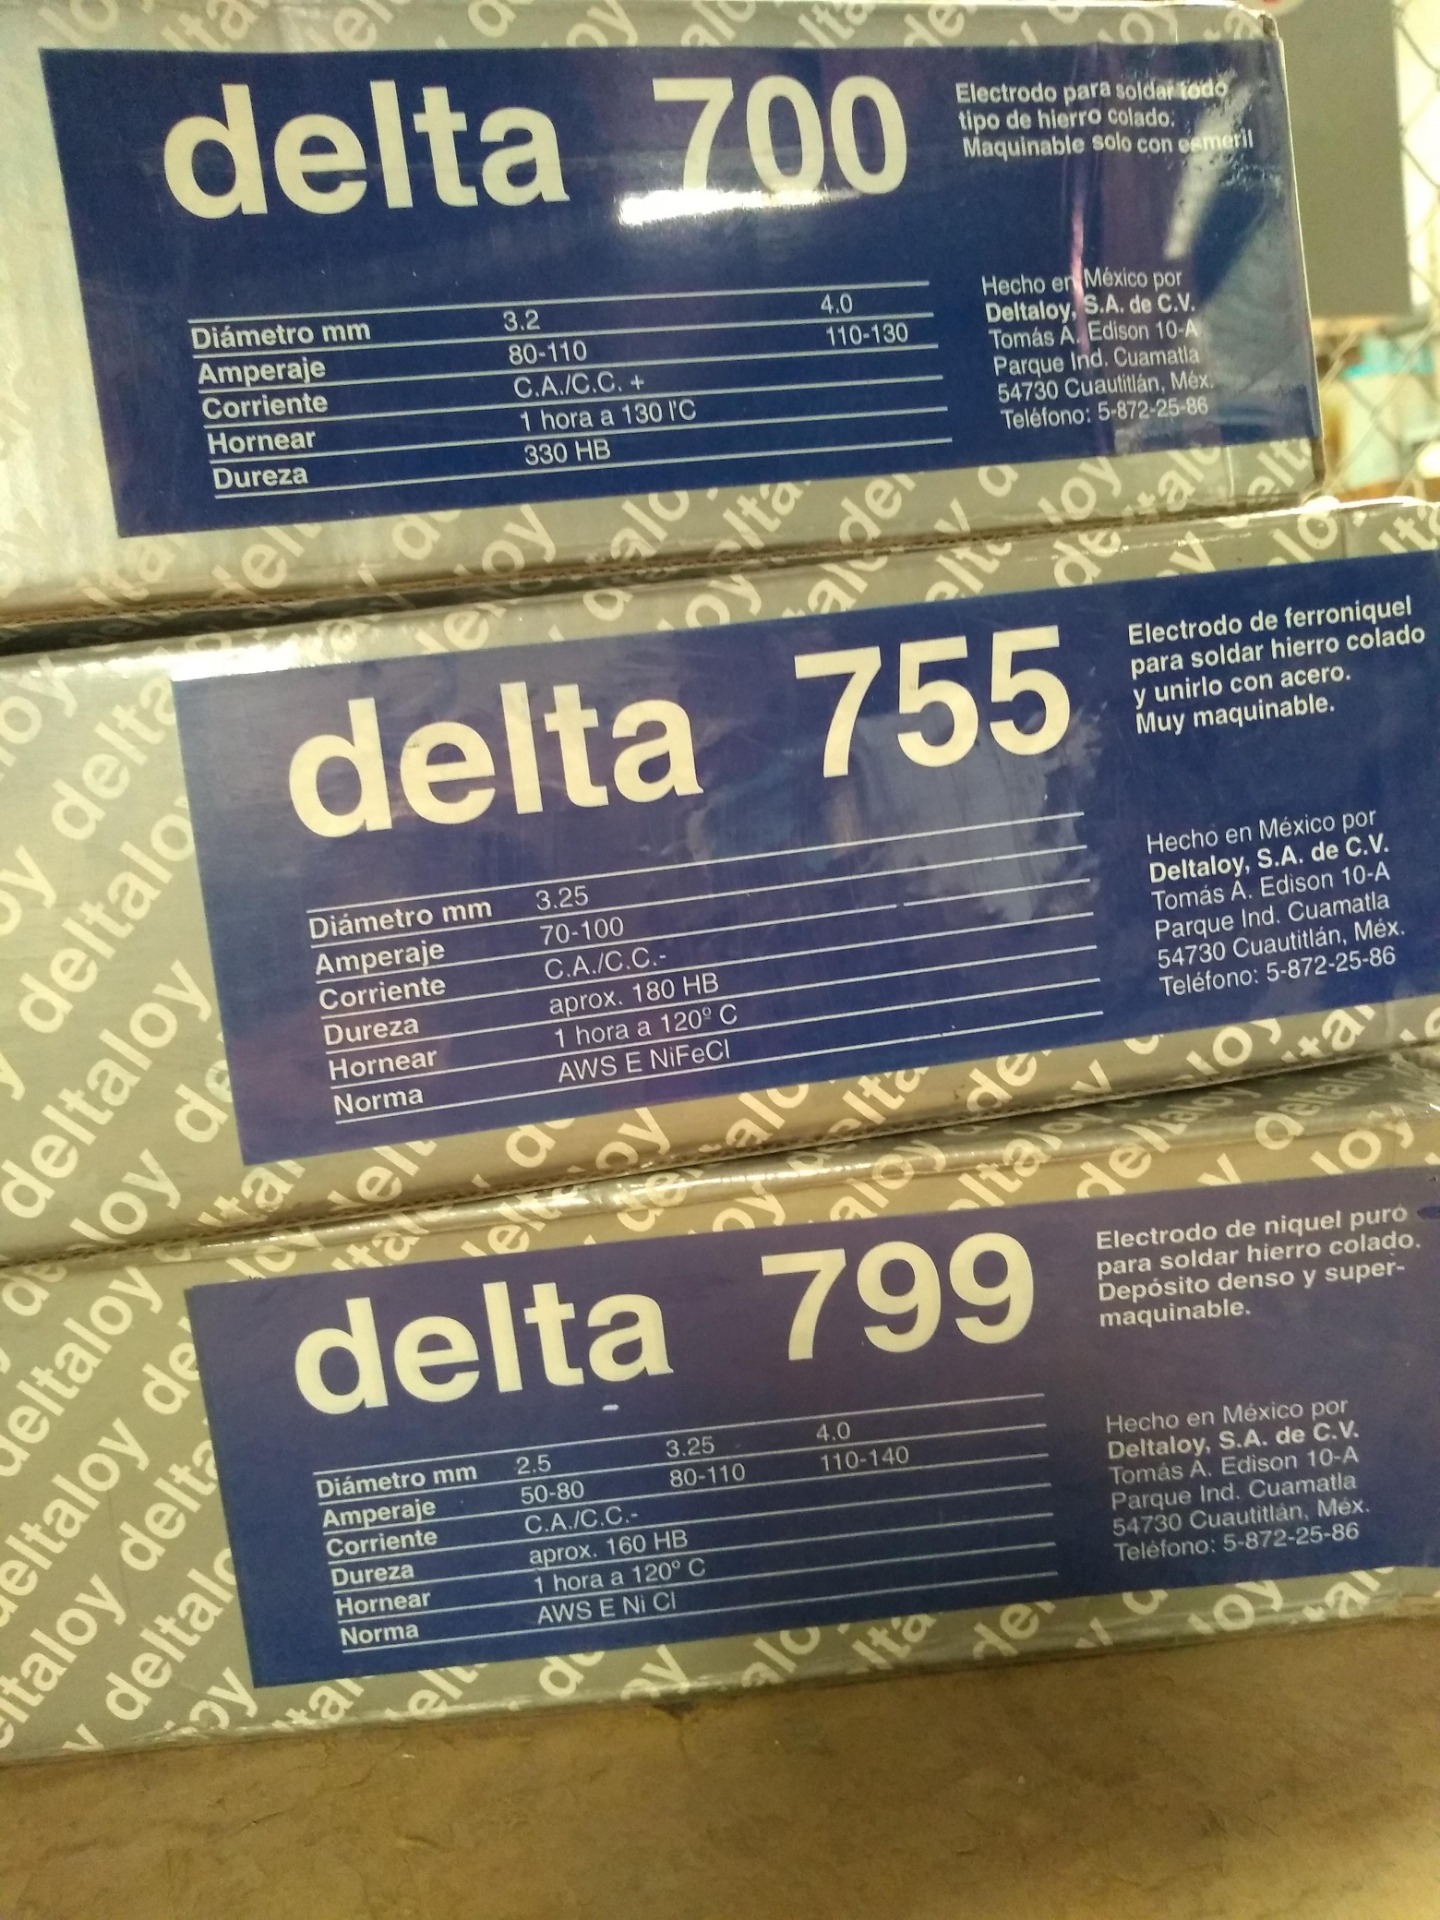 delta 700
Electrodo para soldar todo
tipo de hierro colado.
Maquinable solo con esmeril
Diámetro mm 3.2 4.0
Amperaje 80-110 110-130
Corriente C.A./C.C. +
Hornear 1 hora a 130 I'C
Dureza 330 HB
Hecho en México por
Deltaloy, S.A. de C.V.
Tomás A. Edison 10-A
Parque Ind. Cuamatla
54730 Cuautitlán, Méx.
Teléfono: 5-872-25-86
delta 755
Electrodo de ferroniquel
para soldar hierro colado
y unirlo con acero.
Muy maquinable.
Diámetro mm 3.25
Amperaje 70-100
Corriente C.A./C.C.-
Dureza aprox. 180 HB
Hornear 1 hora a 120º C
Norma AWS E NiFeCl
Hecho en México por
Deltaloy, S.A. de C.V.
Tomás A. Edison 10-A
Parque Ind. Cuamatla
54730 Cuautitlán, Méx.
Teléfono: 5-872-25-86
delta 799
Electrodo de niquel puro
para soldar hierro colado.
Depósito denso y super-
maquinable.
Diámetro mm 2.5 3.25 4.0
Amperaje 50-80 80-110 110-140
Corriente C.A./C.C.-
Dureza aprox. 160 HB
Hornear 1 hora a 120º C
Norma AWS E Ni Cl
Hecho en México por
Deltaloy, S.A. de C.V.
Tomás A. Edison 10-A
Parque Ind. Cuamatla
54730 Cuautitlán, Méx.
Teléfono: 5-872-25-86